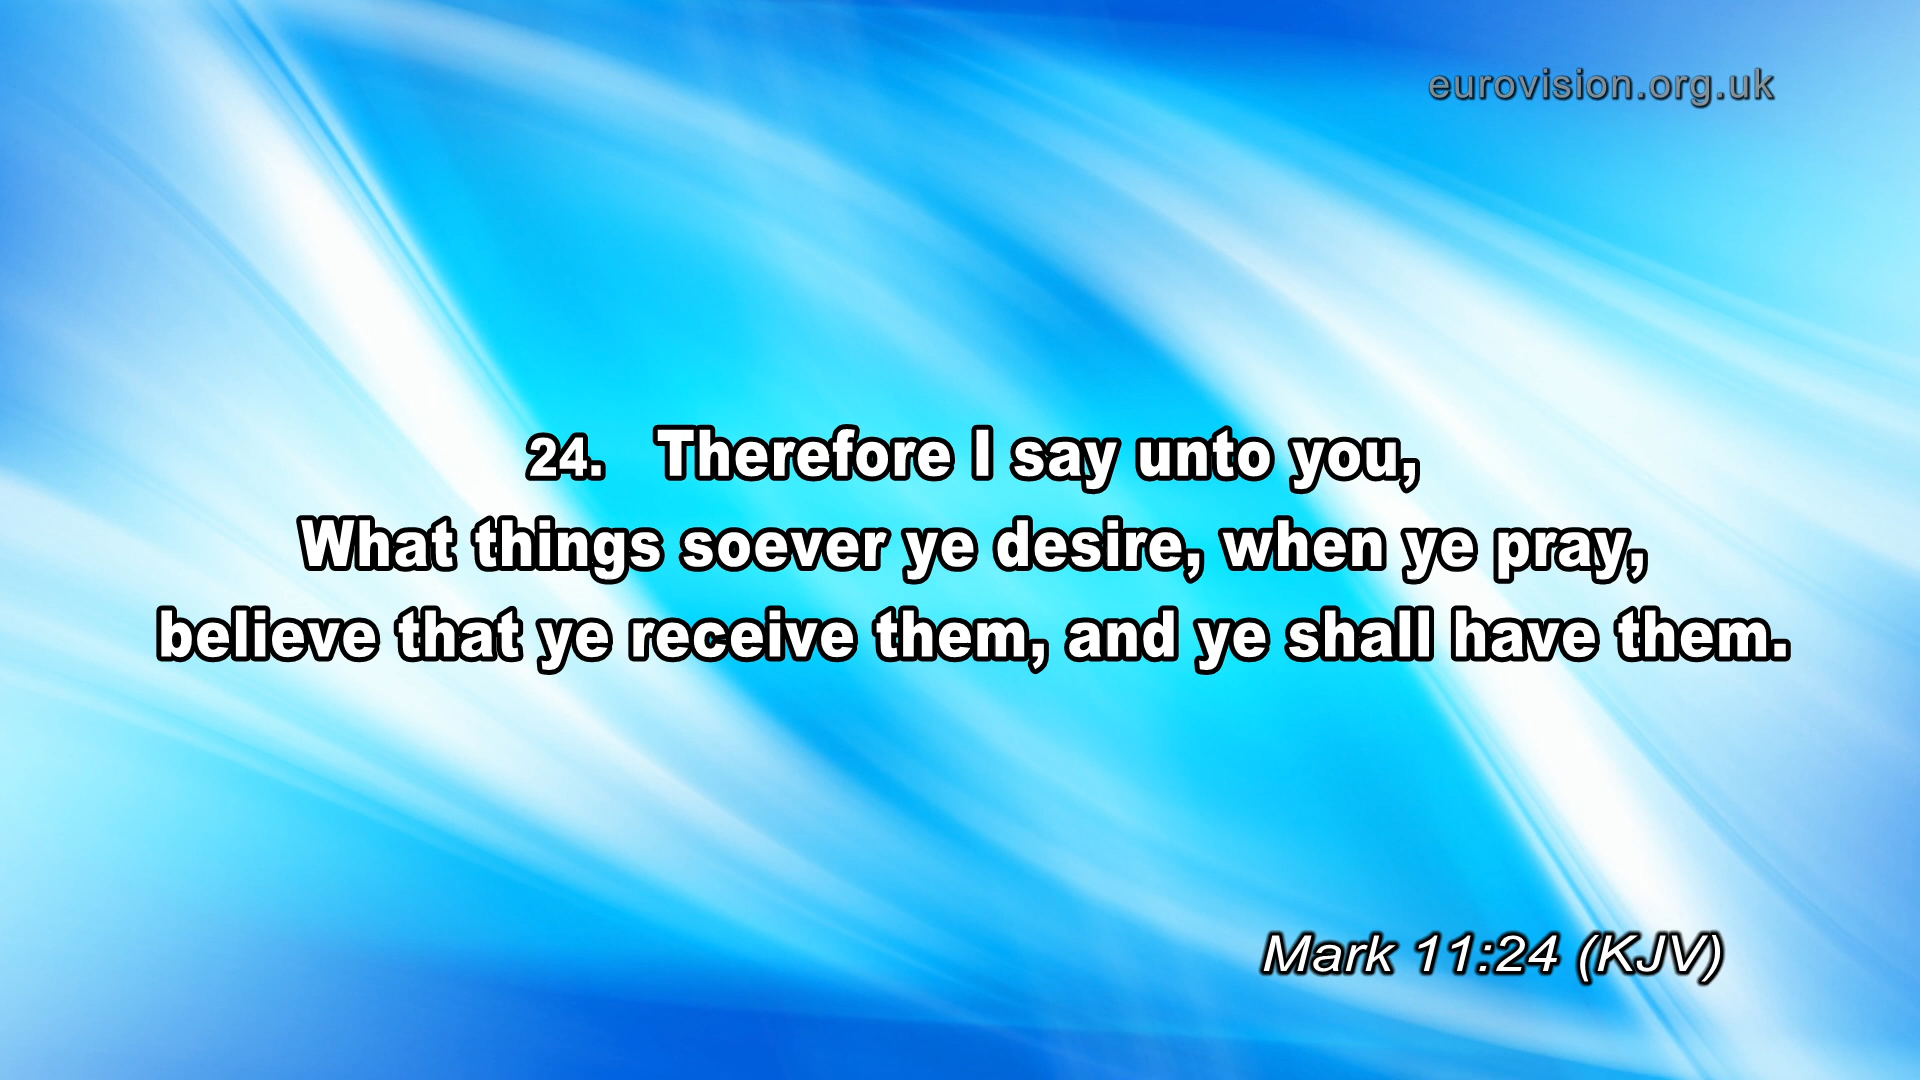 eurovision.org.uk
24. Therefore I say unto you,
What things soever ye desire, when ye pray,
believe that ye receive them, and ye shall have them.
Mark 11:24 (KJV)